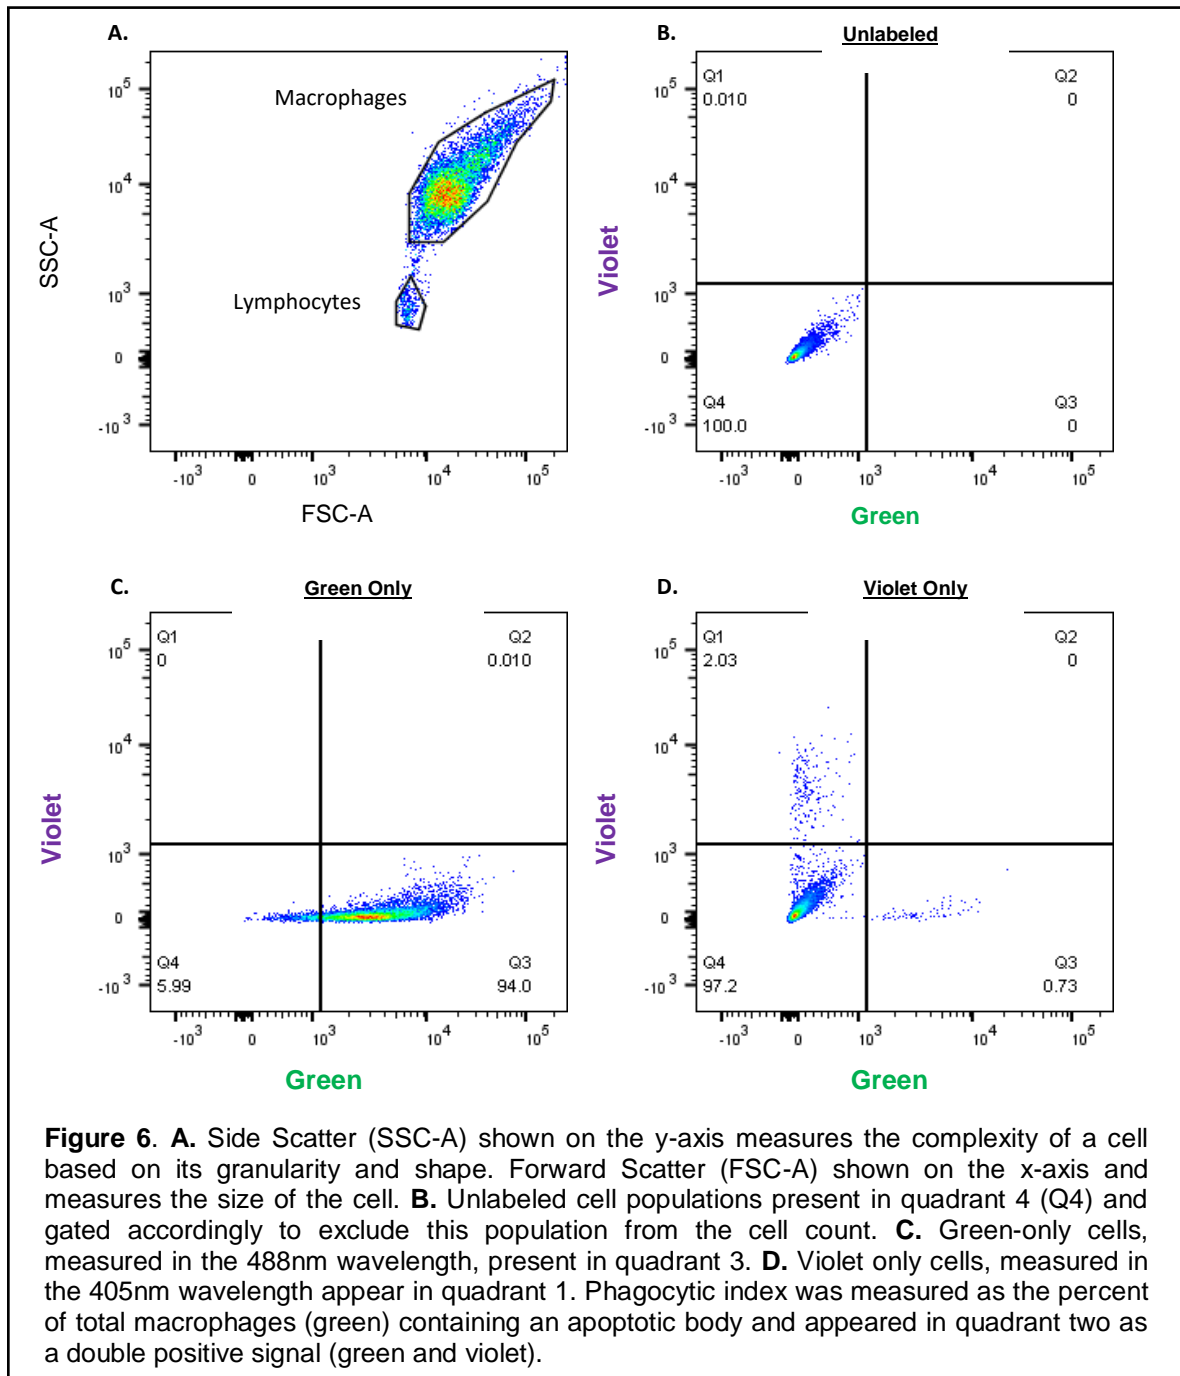 A.
Macrophages
Lymphocytes
SSC-A
10^5
10^4
10^3
0
-10^3
-10^3 0 10^3 10^4 10^5
FSC-A
B. Unlabeled
Q1
0.010
Q2
0
Violet
10^5
10^4
10^3
0
-10^3
Q4
100.0
Q3
0
-10^3 0 10^3 10^4 10^5
Green
C. Green Only
Q1
0
Q2
0.010
Violet
10^5
10^4
10^3
0
-10^3
Q4
5.99
Q3
94.0
-10^3 0 10^3 10^4 10^5
Green
D. Violet Only
Q1
2.03
Q2
0
Violet
10^5
10^4
10^3
0
-10^3
Q4
97.2
Q3
0.73
-10^3 0 10^3 10^4 10^5
Green
Figure 6. A. Side Scatter (SSC-A) shown on the y-axis measures the complexity of a cell
based on its granularity and shape. Forward Scatter (FSC-A) shown on the x-axis and
measures the size of the cell. B. Unlabeled cell populations present in quadrant 4 (Q4) and
gated accordingly to exclude this population from the cell count. C. Green-only cells,
measured in the 488nm wavelength, present in quadrant 3. D. Violet only cells, measured in
the 405nm wavelength appear in quadrant 1. Phagocytic index was measured as the percent
of total macrophages (green) containing an apoptotic body and appeared in quadrant two as
a double positive signal (green and violet).